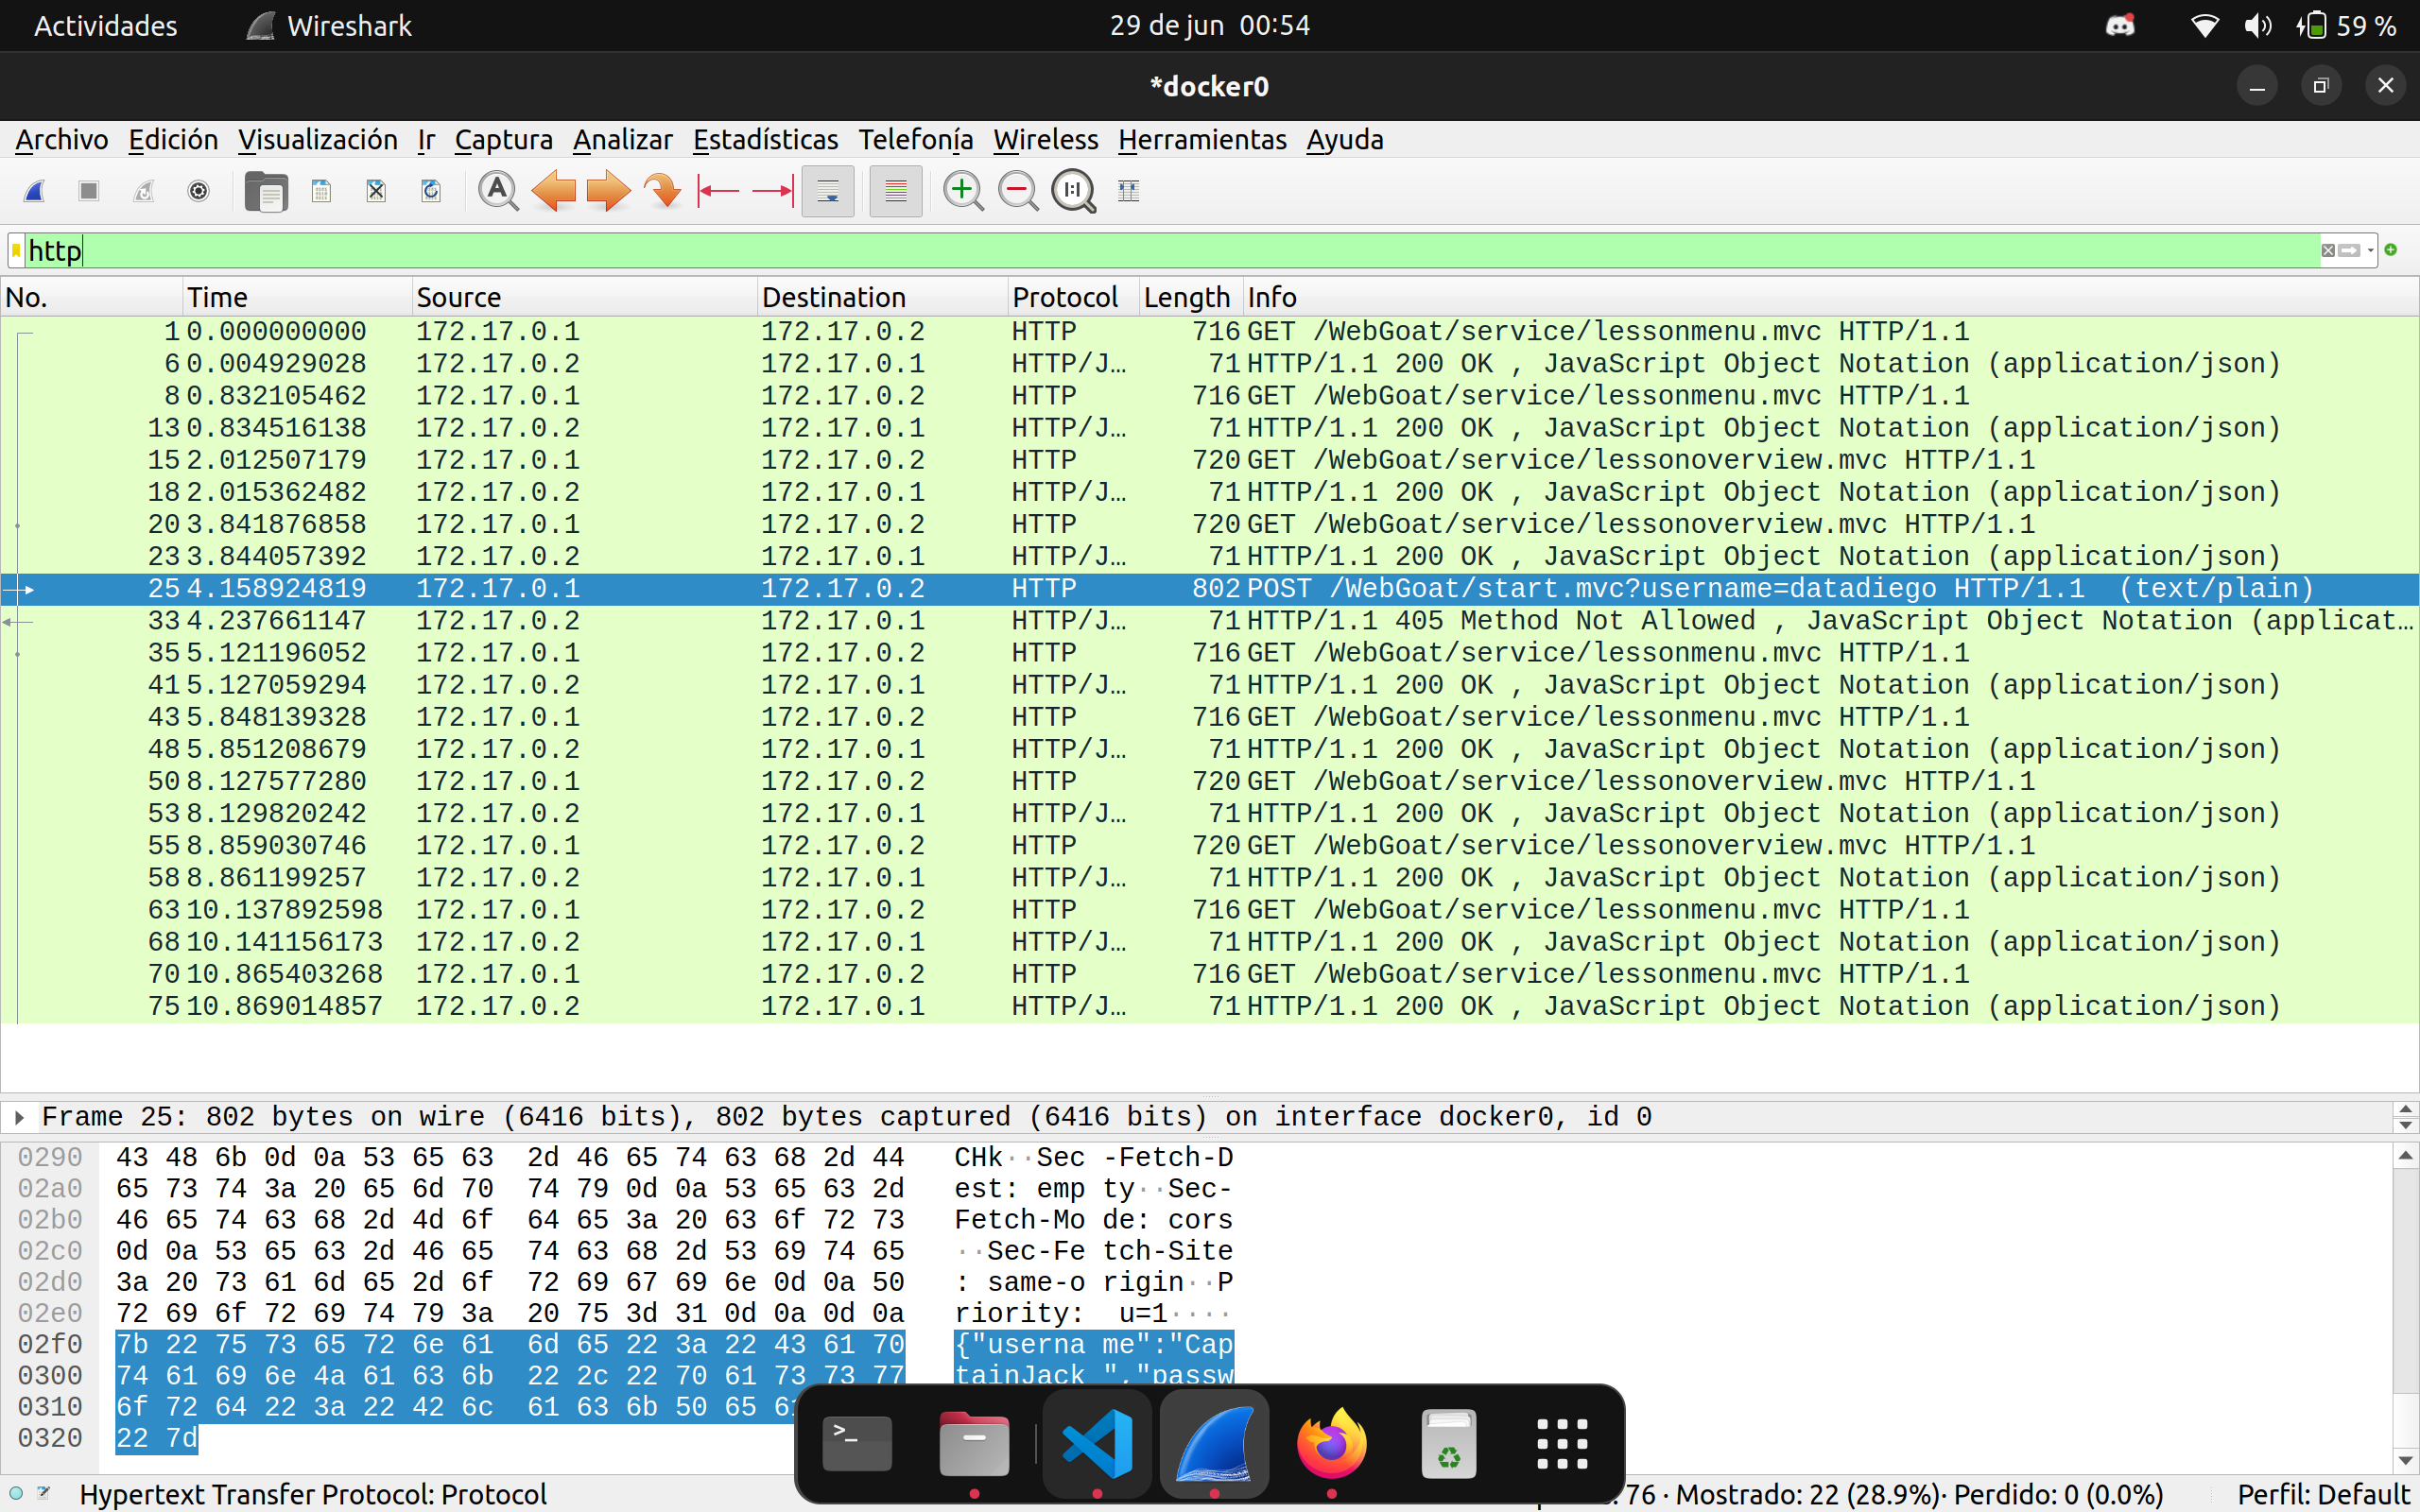 Actividades Wireshark 29 de jun 00:54 59 %
*docker0
Archivo Edición Visualización Ir Captura Analizar Estadísticas Telefonía Wireless Herramientas Ayuda
http
No. Time Source Destination Protocol Length Info
1 0.000000000 172.17.0.1 172.17.0.2 HTTP 716 GET /WebGoat/service/lessonmenu.mvc HTTP/1.1
6 0.004929028 172.17.0.2 172.17.0.1 HTTP/J… 71 HTTP/1.1 200 OK , JavaScript Object Notation (application/json)
8 0.832105462 172.17.0.1 172.17.0.2 HTTP 716 GET /WebGoat/service/lessonmenu.mvc HTTP/1.1
13 0.834516138 172.17.0.2 172.17.0.1 HTTP/J… 71 HTTP/1.1 200 OK , JavaScript Object Notation (application/json)
15 2.012507179 172.17.0.1 172.17.0.2 HTTP 720 GET /WebGoat/service/lessonoverview.mvc HTTP/1.1
18 2.015362482 172.17.0.2 172.17.0.1 HTTP/J… 71 HTTP/1.1 200 OK , JavaScript Object Notation (application/json)
20 3.841876858 172.17.0.1 172.17.0.2 HTTP 720 GET /WebGoat/service/lessonoverview.mvc HTTP/1.1
23 3.844057392 172.17.0.2 172.17.0.1 HTTP/J… 71 HTTP/1.1 200 OK , JavaScript Object Notation (application/json)
25 4.158924819 172.17.0.1 172.17.0.2 HTTP 802 POST /WebGoat/start.mvc?username=datadiego HTTP/1.1  (text/plain)
33 4.237661147 172.17.0.2 172.17.0.1 HTTP/J… 71 HTTP/1.1 405 Method Not Allowed , JavaScript Object Notation (applicat…
35 5.121196052 172.17.0.1 172.17.0.2 HTTP 716 GET /WebGoat/service/lessonmenu.mvc HTTP/1.1
41 5.127059294 172.17.0.2 172.17.0.1 HTTP/J… 71 HTTP/1.1 200 OK , JavaScript Object Notation (application/json)
43 5.848139328 172.17.0.1 172.17.0.2 HTTP 716 GET /WebGoat/service/lessonmenu.mvc HTTP/1.1
48 5.851208679 172.17.0.2 172.17.0.1 HTTP/J… 71 HTTP/1.1 200 OK , JavaScript Object Notation (application/json)
50 8.127577280 172.17.0.1 172.17.0.2 HTTP 720 GET /WebGoat/service/lessonoverview.mvc HTTP/1.1
53 8.129820242 172.17.0.2 172.17.0.1 HTTP/J… 71 HTTP/1.1 200 OK , JavaScript Object Notation (application/json)
55 8.859030746 172.17.0.1 172.17.0.2 HTTP 720 GET /WebGoat/service/lessonoverview.mvc HTTP/1.1
58 8.861199257 172.17.0.2 172.17.0.1 HTTP/J… 71 HTTP/1.1 200 OK , JavaScript Object Notation (application/json)
63 10.137892598 172.17.0.1 172.17.0.2 HTTP 716 GET /WebGoat/service/lessonmenu.mvc HTTP/1.1
68 10.141156173 172.17.0.2 172.17.0.1 HTTP/J… 71 HTTP/1.1 200 OK , JavaScript Object Notation (application/json)
70 10.865403268 172.17.0.1 172.17.0.2 HTTP 716 GET /WebGoat/service/lessonmenu.mvc HTTP/1.1
75 10.869014857 172.17.0.2 172.17.0.1 HTTP/J… 71 HTTP/1.1 200 OK , JavaScript Object Notation (application/json)
Frame 25: 802 bytes on wire (6416 bits), 802 bytes captured (6416 bits) on interface docker0, id 0
0290 43 48 6b 0d 0a 53 65 63 2d 46 65 74 63 68 2d 44 CHk··Sec -Fetch-D
02a0 65 73 74 3a 20 65 6d 70 74 79 0d 0a 53 65 63 2d est: emp ty··Sec-
02b0 46 65 74 63 68 2d 4d 6f 64 65 3a 20 63 6f 72 73 Fetch-Mo de: cors
02c0 0d 0a 53 65 63 2d 46 65 74 63 68 2d 53 69 74 65 ··Sec-Fe tch-Site
02d0 3a 20 73 61 6d 65 2d 6f 72 69 67 69 6e 0d 0a 50 : same-o rigin··P
02e0 72 69 6f 72 69 74 79 3a 20 75 3d 31 0d 0a 0d 0a riority:  u=1····
02f0 7b 22 75 73 65 72 6e 61 6d 65 22 3a 22 43 61 70 {"userna me":"Cap
0300 74 61 69 6e 4a 61 63 6b 22 2c 22 70 61 73 73 77 tainJack ","passw
0310 6f 72 64 22 3a 22 42 6c 61 63 6b 50 65 61
0320 22 7d
Hypertext Transfer Protocol: Protocol 76 · Mostrado: 22 (28.9%)· Perdido: 0 (0.0%) Perfil: Default